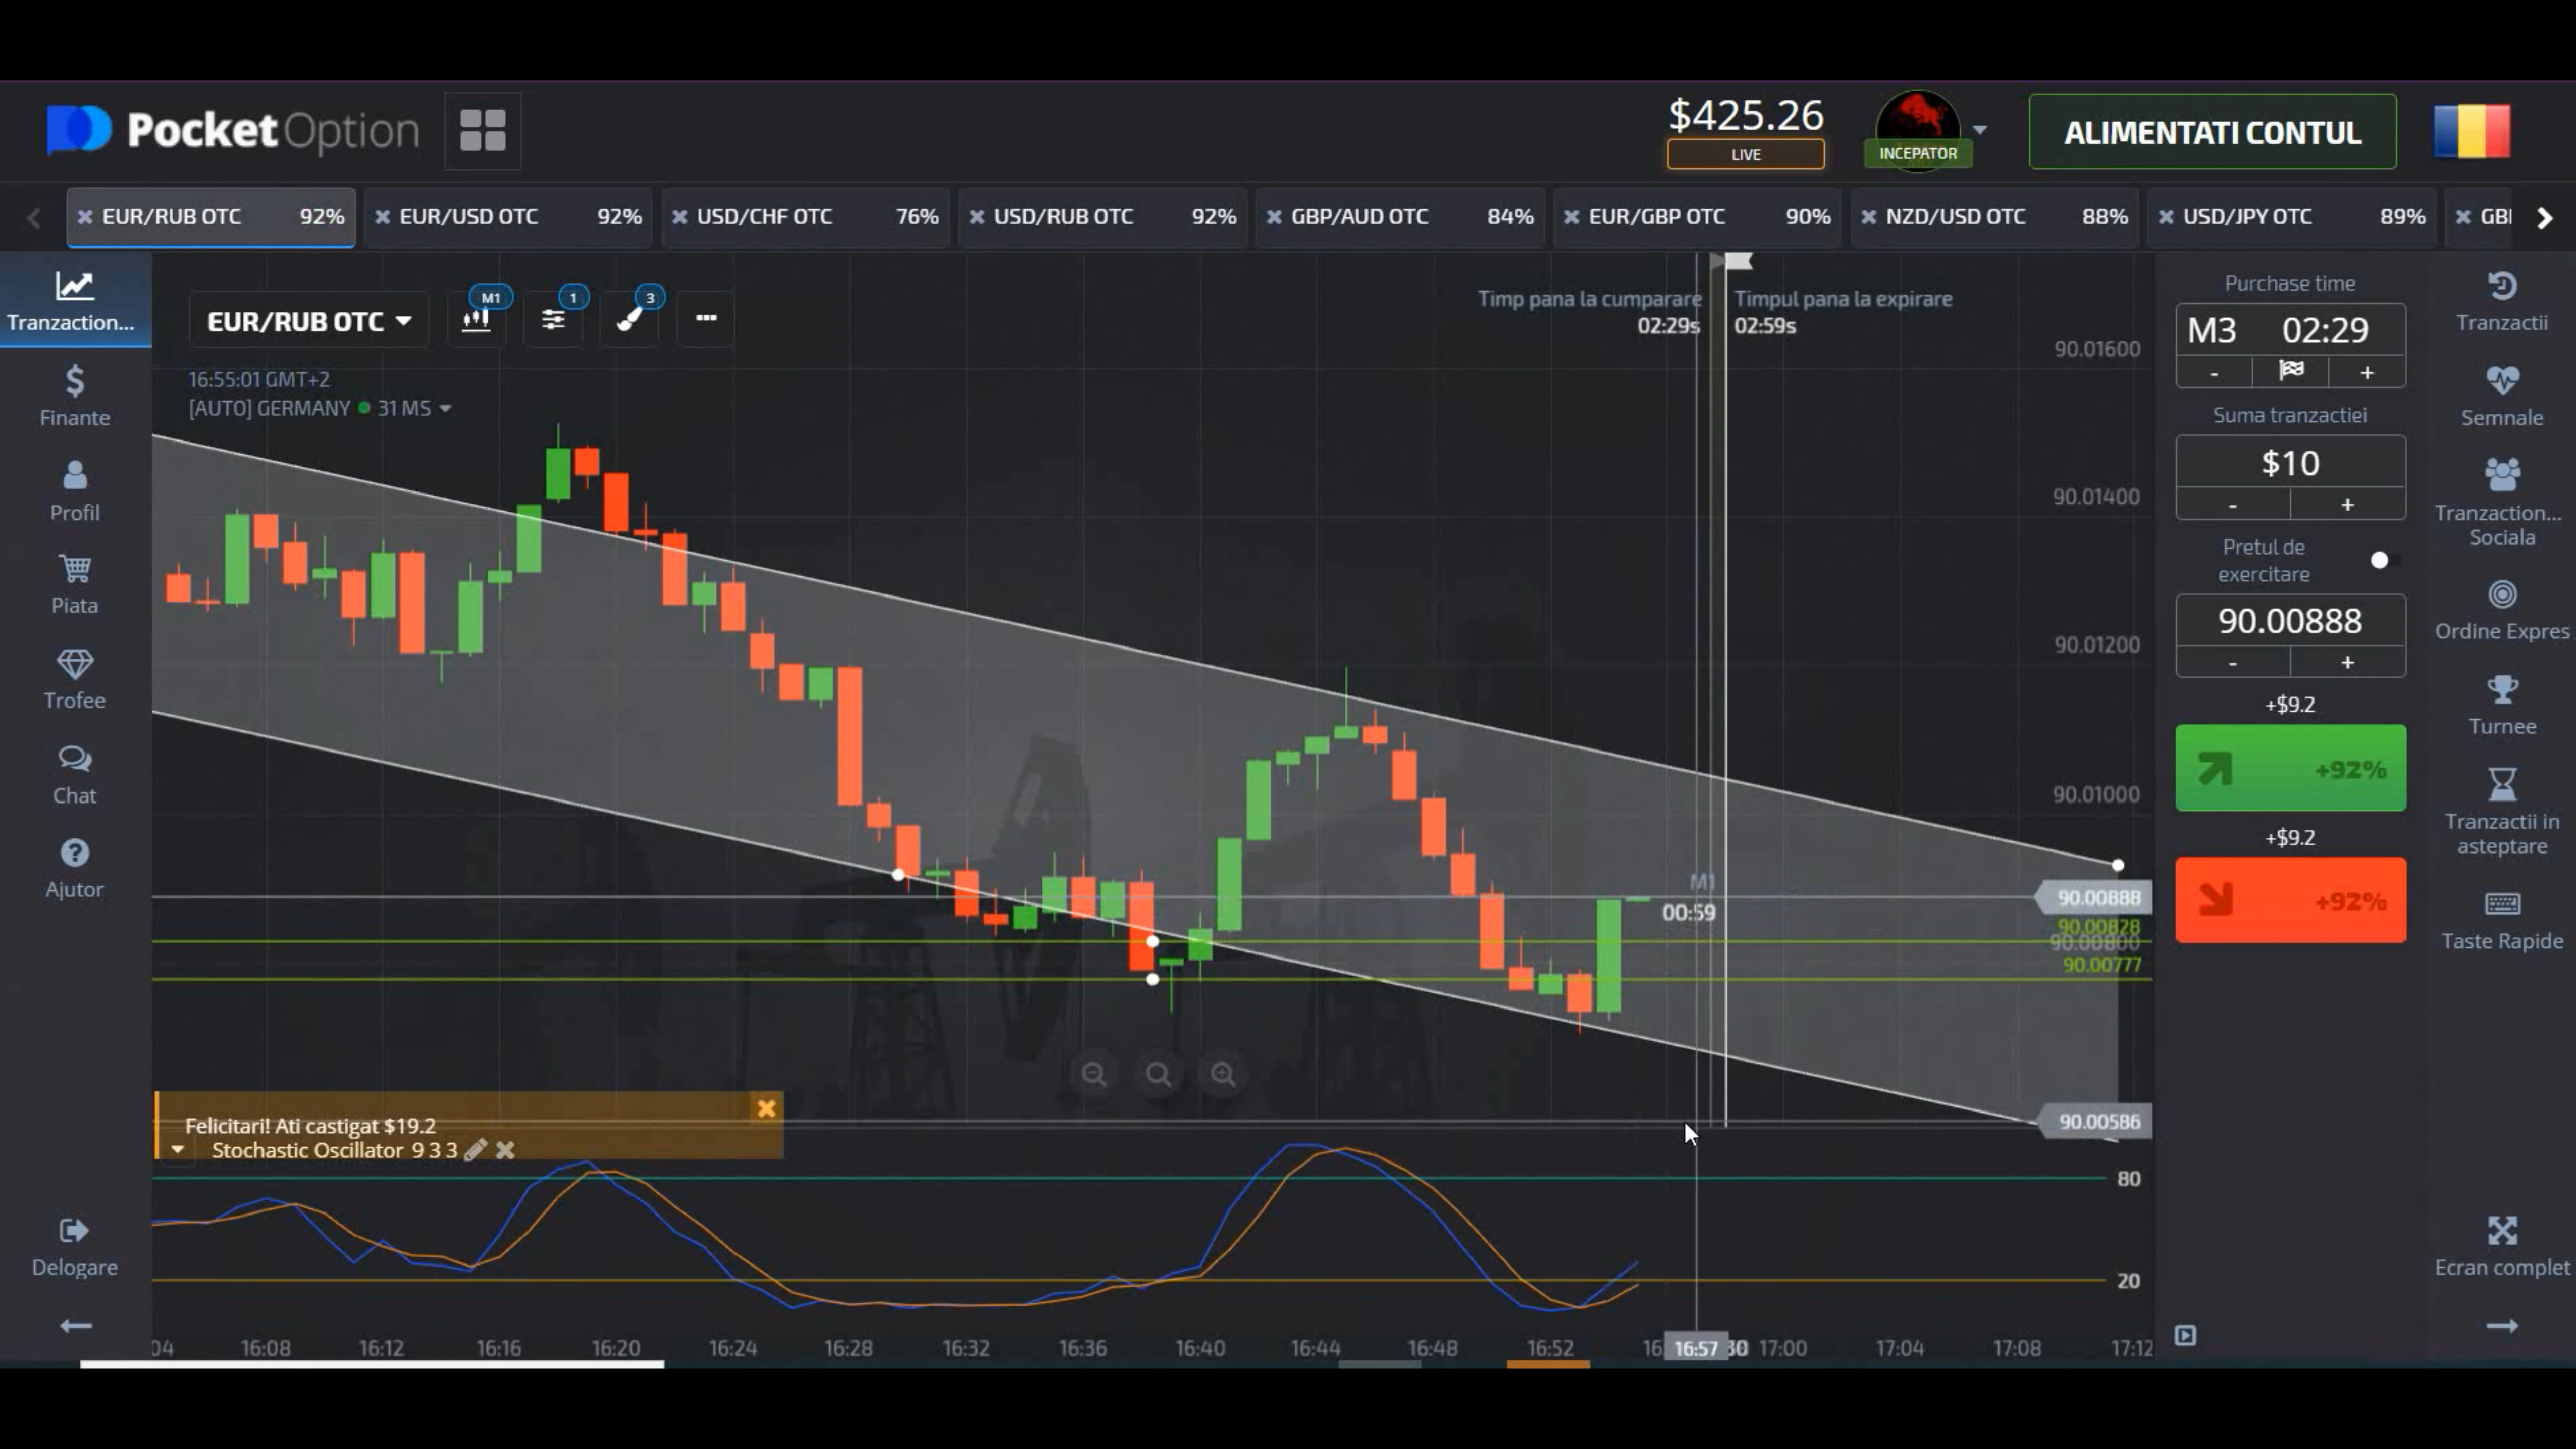 PocketOption
$425.26
LIVE
INCEPATOR
ALIMENTATI CONTUL
EUR/RUB OTC 92%
EUR/USD OTC 92%
USD/CHF OTC 76%
USD/RUB OTC 92%
GBP/AUD OTC 84%
EUR/GBP OTC 90%
NZD/USD OTC 88%
USD/JPY OTC 89%
Tranzaction...
Finante
Profil
Piata
Trofee
Chat
Ajutor
Delogare
EUR/RUB OTC
M1
1
3
16:55:01 GMT+2
[AUTO] GERMANY 31 MS
Timp pana la cumparare
02:29s
Timpul pana la expirare
02:59s
90.01600
90.01400
90.01200
90.01000
M1
00:59
90.00888
90.00828
90.00800
90.00777
90.00586
Felicitari! Ati castigat $19.2
Stochastic Oscillator 9 3 3
80
20
04 16:08 16:12 16:16 16:20 16:24 16:28 16:32 16:36 16:40 16:44 16:48 16:52 16:57 17:00 17:04 17:08 17:12
Purchase time
M3 02:29
- +
Suma tranzactiei
$10
- +
Pretul de
exercitare
90.00888
- +
+$9.2
+92%
+$9.2
+92%
Tranzactii
Semnale
Tranzaction...
Sociala
Ordine Expres
Turnee
Tranzactii in
asteptare
Taste Rapide
Ecran complet